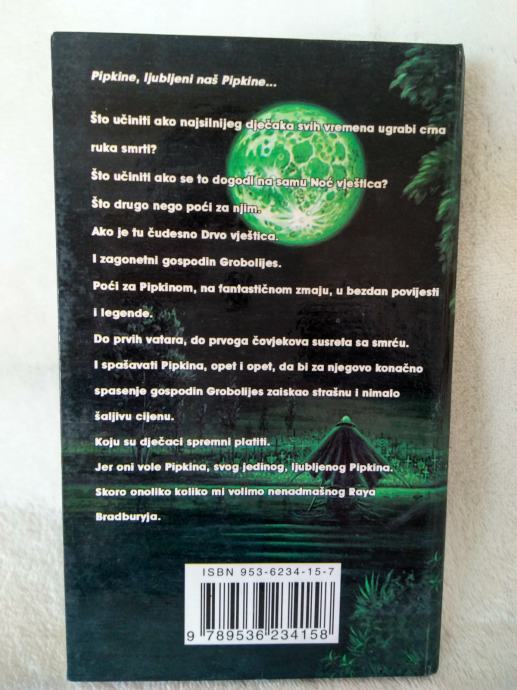 Pipkine, ljubljeni naš Pipkine...
Što učiniti ako najsilnijeg dječaka svih vremena ugrabi crna
ruka smrti?
Što učiniti ako se to dogodi na samu Noć vještica?
Što drugo nego poći za njim.
Ako je tu čudesno Drvo vještica.
I zagonetni gospodin Grobolijes.
Poći za Pipkinom, na fantastičnom zmaju, u bezdan povijesti
i legende.
Do prvih vatara, do prvoga čovjekova susreta sa smrću.
I spašavati Pipkina, opet i opet, da bi za njegovo konačno
spasenje gospodin Grobolijes zaiskao strašnu i nimalo
šaljivu cijenu.
Koju su dječaci spremni platiti.
Jer oni vole Pipkina, svog jedinog, ljubljenog Pipkina.
Skoro onoliko koliko mi volimo nenadmašnog Raya
Bradburyja.
ISBN 953-6234-15-7
9 789536 234158